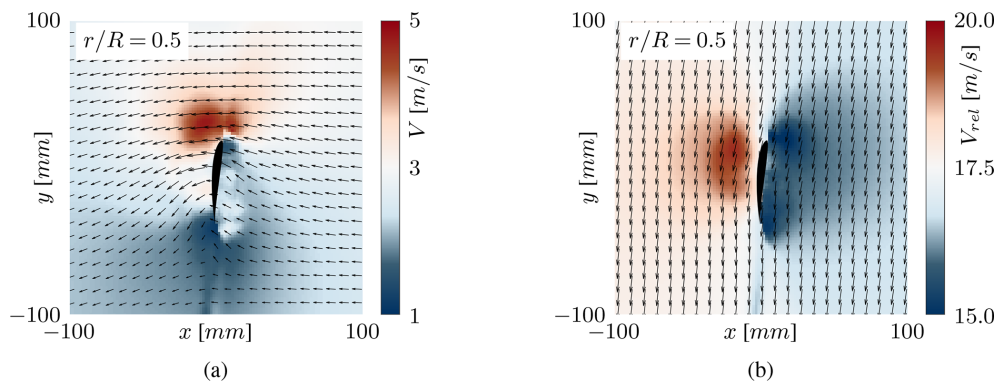 100
r/R = 0.5
y [mm]
−100
−100
x [mm]
100
5
3
1
V [m/s]
(a)
100
r/R = 0.5
y [mm]
−100
−100
x [mm]
100
20.0
17.5
15.0
V_rel [m/s]
(b)